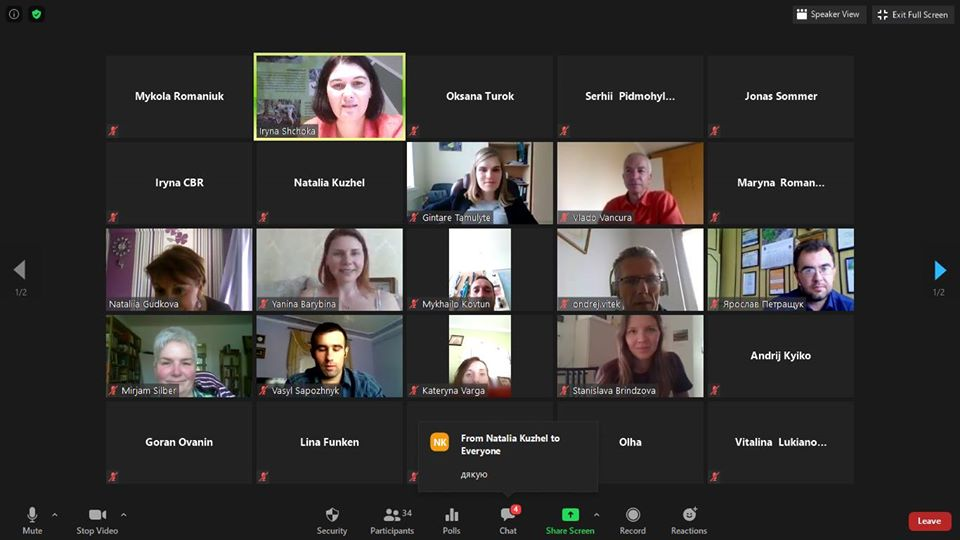 Speaker View
Exit Full Screen
Mykola Romaniuk
Iryna Shchoka
Oksana Turok
Serhii Pidmohyl...
Jonas Sommer
Iryna CBR
Natalia Kuzhel
Gintare Tamulyte
Vlado Vancura
Maryna Roman...
Nataliia Gudkova
Yanina Barybina
Mykhailo Kovtun
ondrej.vitek
Ярослав Петращук
1/2
1/2
Mirjam Silber
Vasyl Sapozhnyk
Kateryna Varga
Stanislava Brindzova
Andrij Kyiko
Goran Ovanin
Lina Funken
NK
From Natalia Kuzhel to
Everyone
дякую
Olha
Vitalina Lukiano...
Mute
Stop Video
Security
Participants
34
Polls
Chat
4
Share Screen
Record
Reactions
Leave